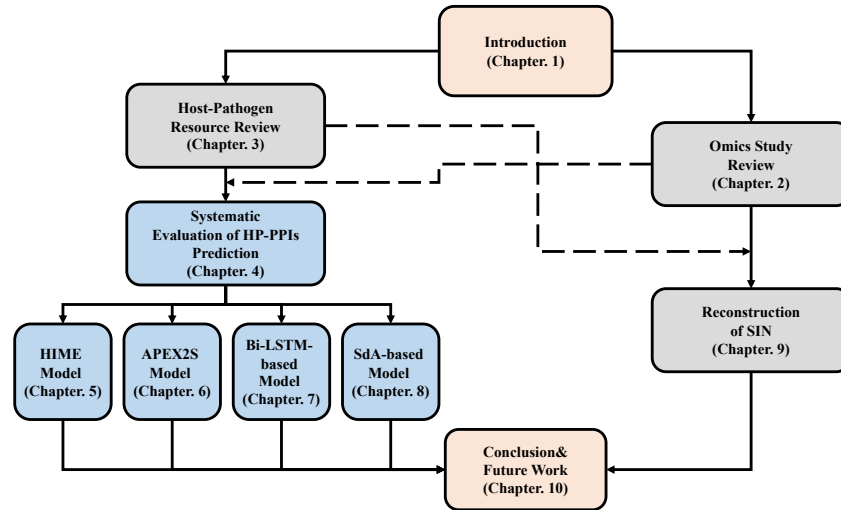 Introduction
(Chapter. 1)
Host-Pathogen
Resource Review
(Chapter. 3)
Omics Study
Review
(Chapter. 2)
Systematic
Evaluation of HP-PPIs
Prediction
(Chapter. 4)
HIME
Model
(Chapter. 5)
APEX2S
Model
(Chapter. 6)
Bi-LSTM-
based
Model
(Chapter. 7)
SdA-based
Model
(Chapter. 8)
Reconstruction
of SIN
(Chapter. 9)
Conclusion&
Future Work
(Chapter. 10)